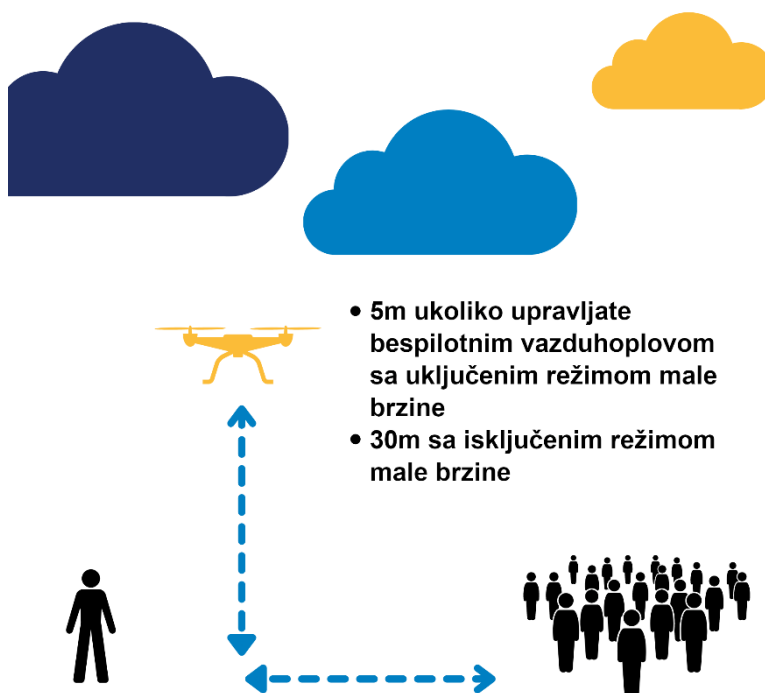 • 5m ukoliko upravljate
bespilotnim vazduhoplovom
sa uključenim režimom male
brzine
• 30m sa isključenim režimom
male brzine